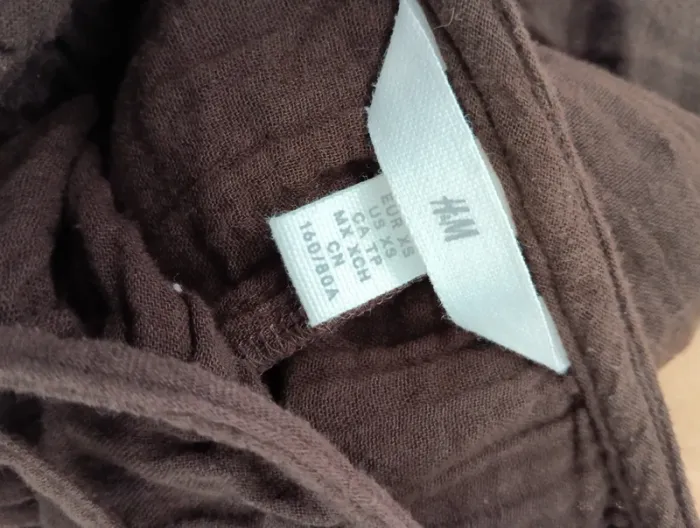 H&M
EUR XS
US XS
CA TP
MX XCH
CN
160/80A